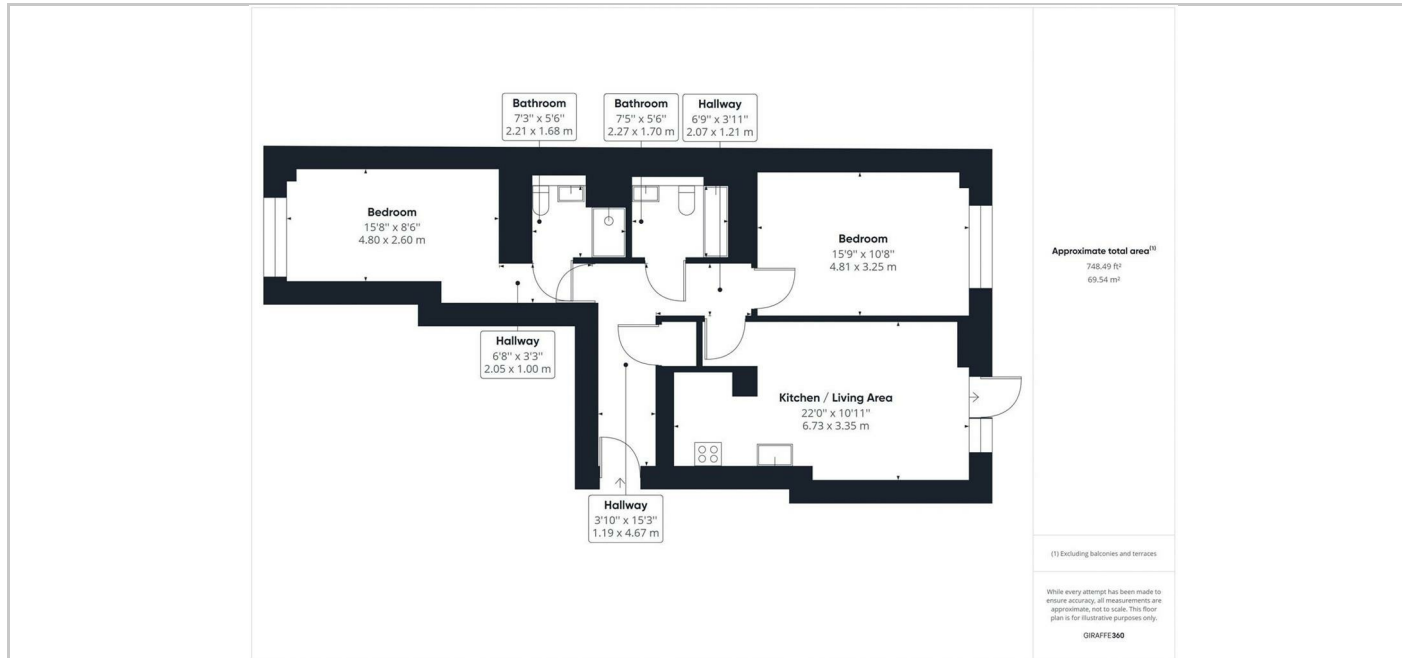 Bathroom
7'3" x 5'6"
2.21 x 1.68 m
Bathroom
7'5" x 5'6"
2.27 x 1.70 m
Hallway
6'9" x 3'11"
2.07 x 1.21 m
Bedroom
15'8" x 8'6"
4.80 x 2.60 m
Bedroom
15'9" x 10'8"
4.81 x 3.25 m
Hallway
6'8" x 3'3"
2.05 x 1.00 m
Kitchen / Living Area
22'0" x 10'11"
6.73 x 3.35 m
Hallway
3'10" x 15'3"
1.19 x 4.67 m
Approximate total area(1)
748.49 ft²
69.54 m²
(1) Excluding balconies and terraces
While every attempt has been made to
ensure accuracy, all measurements are
approximate, not to scale. This floor
plan is for illustrative purposes only.
GIRAFFE360